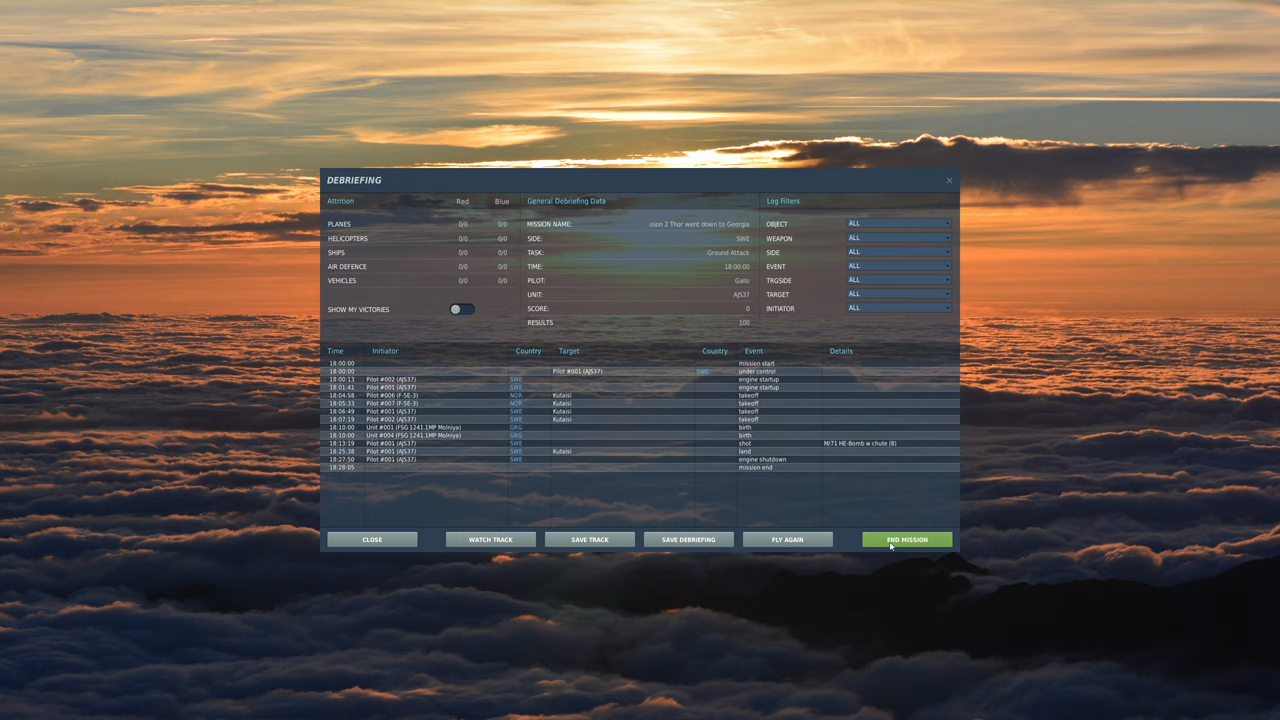 DEBRIEFING ×
Attrition Red Blue General Debriefing Data Log Filters
PLANES 0/0 0/0 MISSION NAME: ssion 2 Thor went down to Georgia OBJECT ALL
HELICOPTERS 0/0 0/0 SIDE: SWE WEAPON ALL
SHIPS 0/0 0/0 TASK: Ground Attack SIDE ALL
AIR DEFENCE 0/0 0/0 TIME: 18:00:00 EVENT ALL
VEHICLES 0/0 0/0 PILOT: Gallo TRGSIDE ALL
UNIT: AJS37 TARGET ALL
SHOW MY VICTORIES SCORE: 0 INITIATOR ALL
RESULTS 100
Time Initiator Country Target Country Event Details
18:00:00 mission start
18:00:00 Pilot #001 (AJS37) SWE under control
18:00:13 Pilot #002 (AJS37) SWE engine startup
18:01:41 Pilot #001 (AJS37) SWE engine startup
18:04:58 Pilot #006 (F-5E-3) NOR Kutaisi takeoff
18:05:33 Pilot #007 (F-5E-3) NOR Kutaisi takeoff
18:06:49 Pilot #001 (AJS37) SWE Kutaisi takeoff
18:07:19 Pilot #002 (AJS37) SWE Kutaisi takeoff
18:10:00 Unit #001 (FSG 1241.1MP Molniya) GRG birth
18:10:00 Unit #004 (FSG 1241.1MP Molniya) GRG birth
18:13:19 Pilot #001 (AJS37) SWE shot M/71 HE-Bomb w chute (8)
18:25:38 Pilot #001 (AJS37) SWE Kutaisi land
18:27:50 Pilot #001 (AJS37) SWE engine shutdown
18:28:05 mission end
CLOSE WATCH TRACK SAVE TRACK SAVE DEBRIEFING FLY AGAIN END MISSION